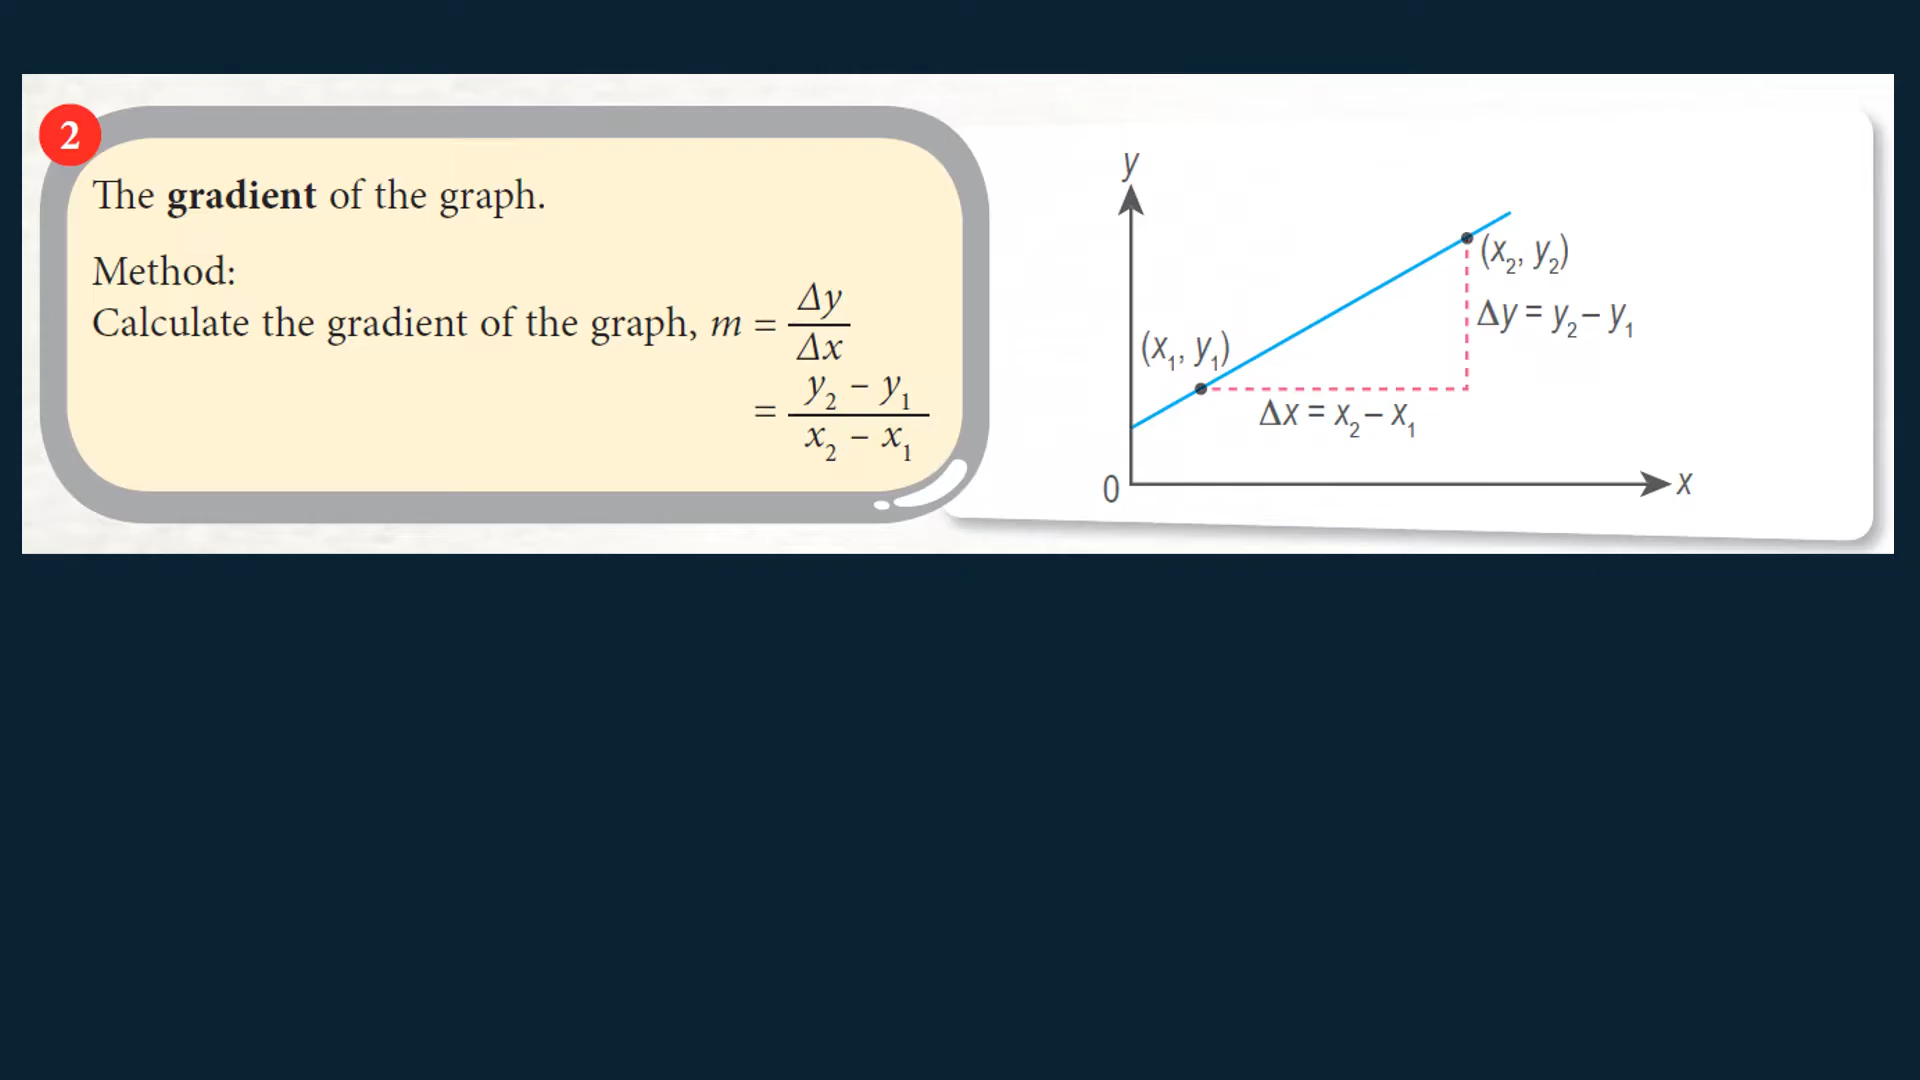 2
The gradient of the graph.
Method:
Calculate the gradient of the graph, m = Δy / Δx
= y₂ – y₁ / x₂ – x₁
y
(x₂, y₂)
Δy = y₂ – y₁
(x₁, y₁)
Δx = x₂ – x₁
0
x